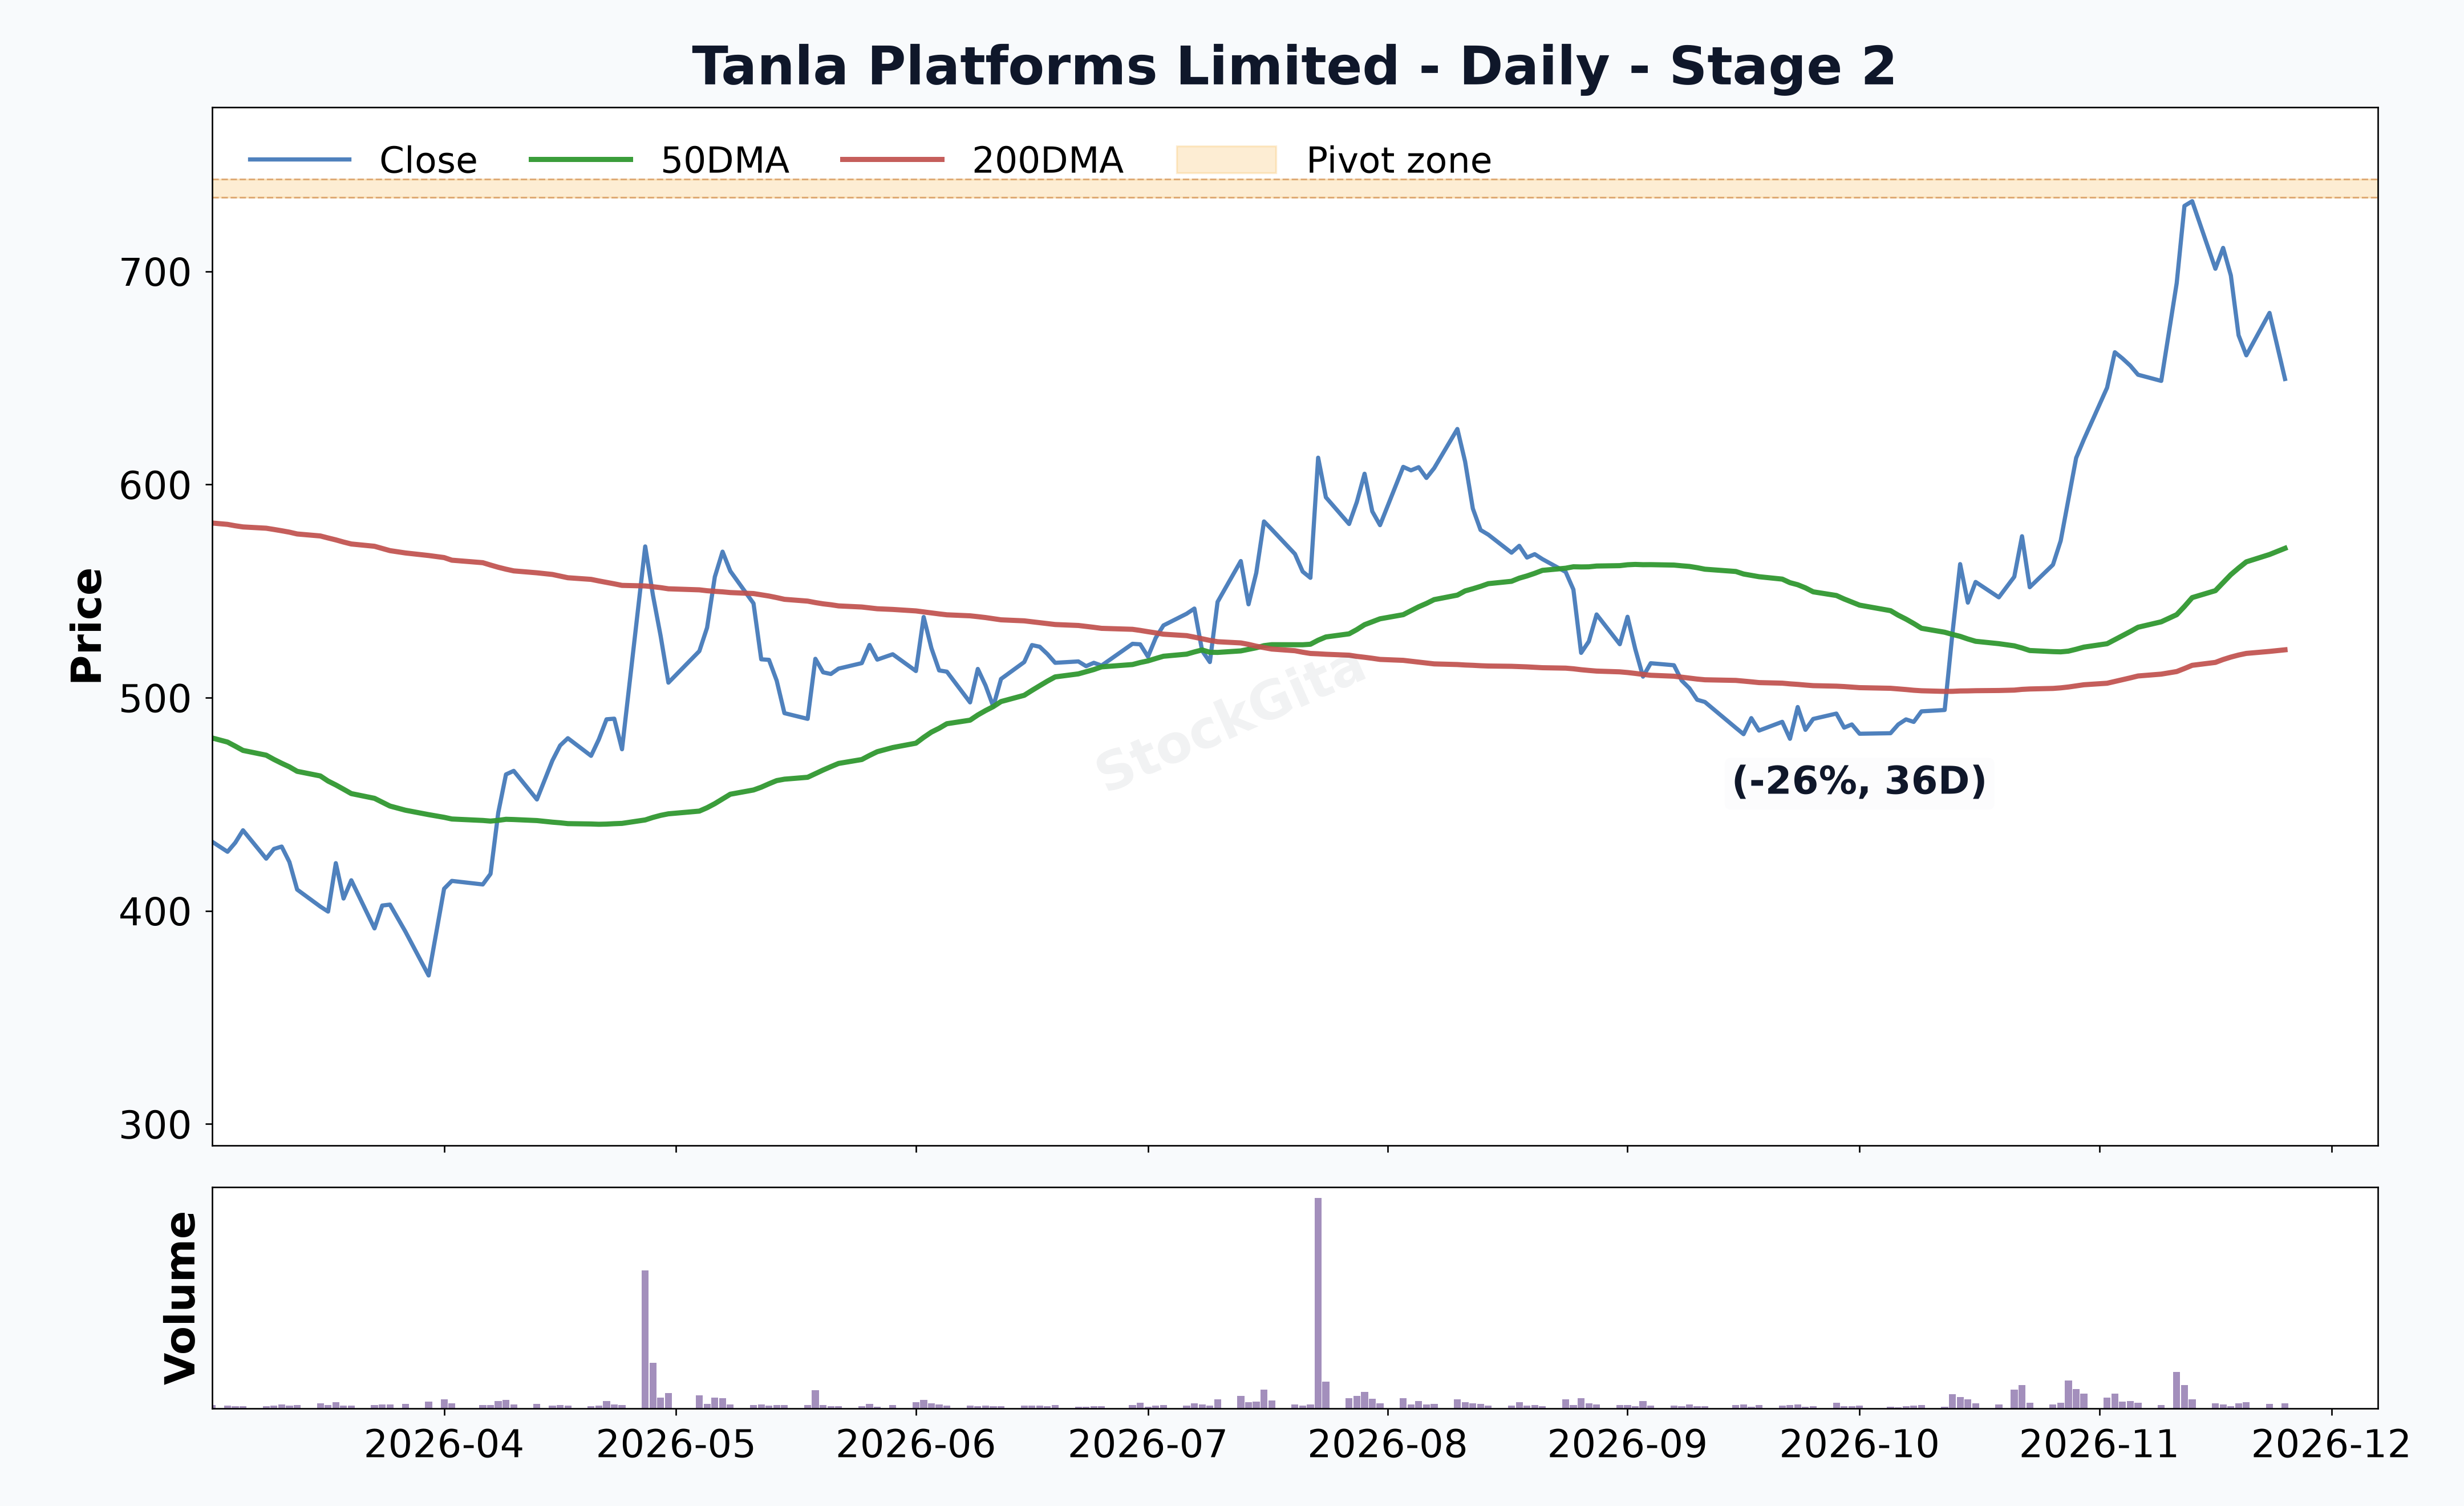 Tanla Platforms Limited - Daily - Stage 2
Close 50DMA 200DMA Pivot zone
700
600
500
400
300
Price
StockGita
(-26%, 36D)
Volume
2026-04 2026-05 2026-06 2026-07 2026-08 2026-09 2026-10 2026-11 2026-12